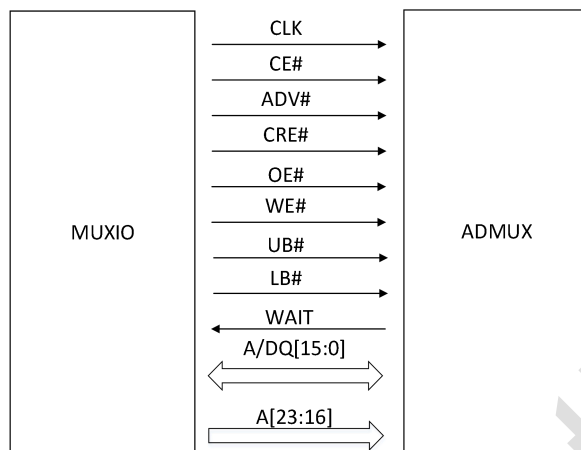 CLK
CE#
ADV#
CRE#
OE#
WE#
MUXIO
ADMUX
UB#
LB#
WAIT
A/DQ[15:0]
A[23:16]